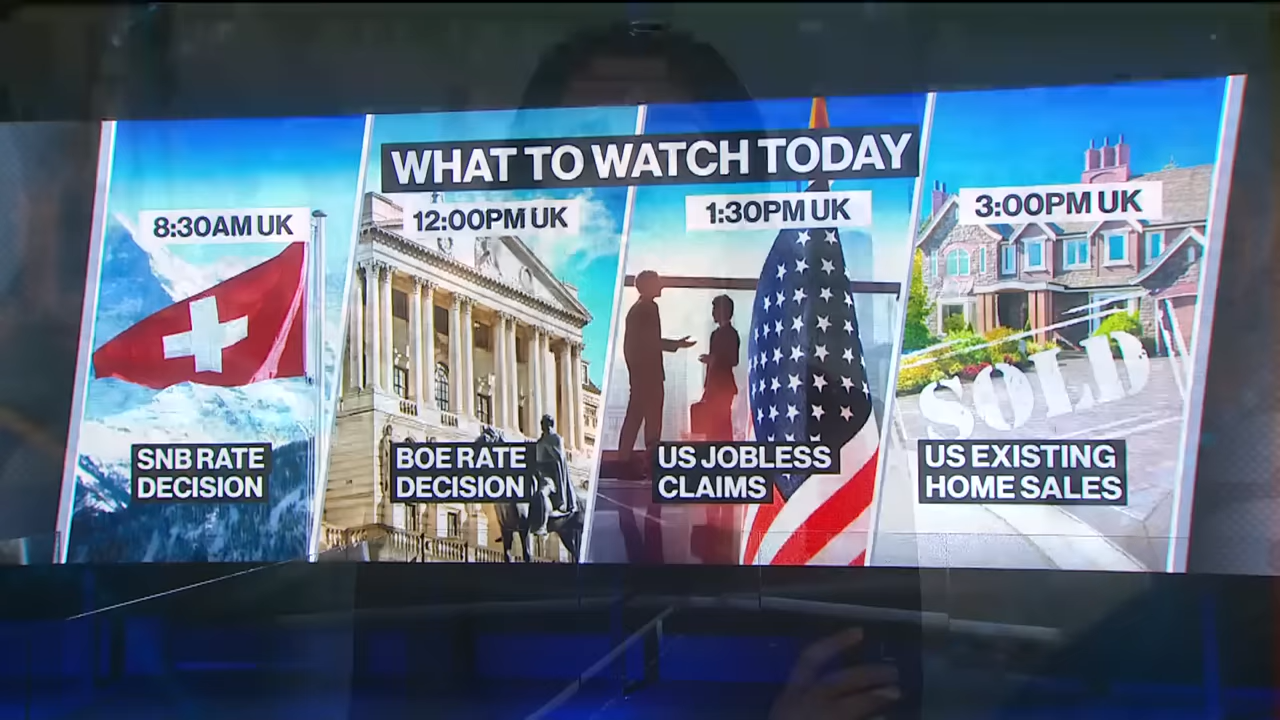 WHAT TO WATCH TODAY
8:30AM UK
SNB RATE
DECISION
12:00PM UK
BOE RATE
DECISION
1:30PM UK
US JOBLESS
CLAIMS
3:00PM UK
SOLD
US EXISTING
HOME SALES